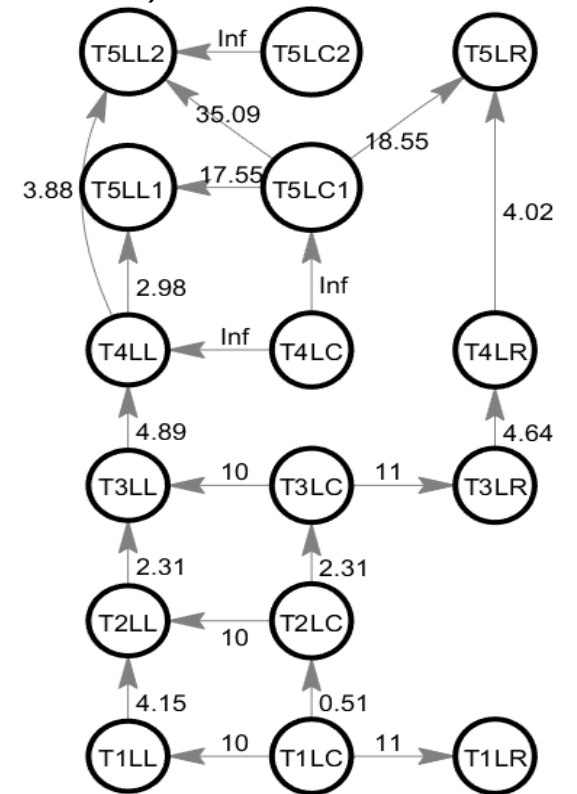 Inf
T5LL2 T5LC2 T5LR
35.09
18.55
3.88 T5LL1 17.55 T5LC1
4.02
2.98 Inf
Inf
T4LL T4LC T4LR
4.89 4.64
10 11
T3LL T3LC T3LR
2.31 2.31
T2LL T2LC
10
4.15 0.51
10 11
T1LL T1LC T1LR